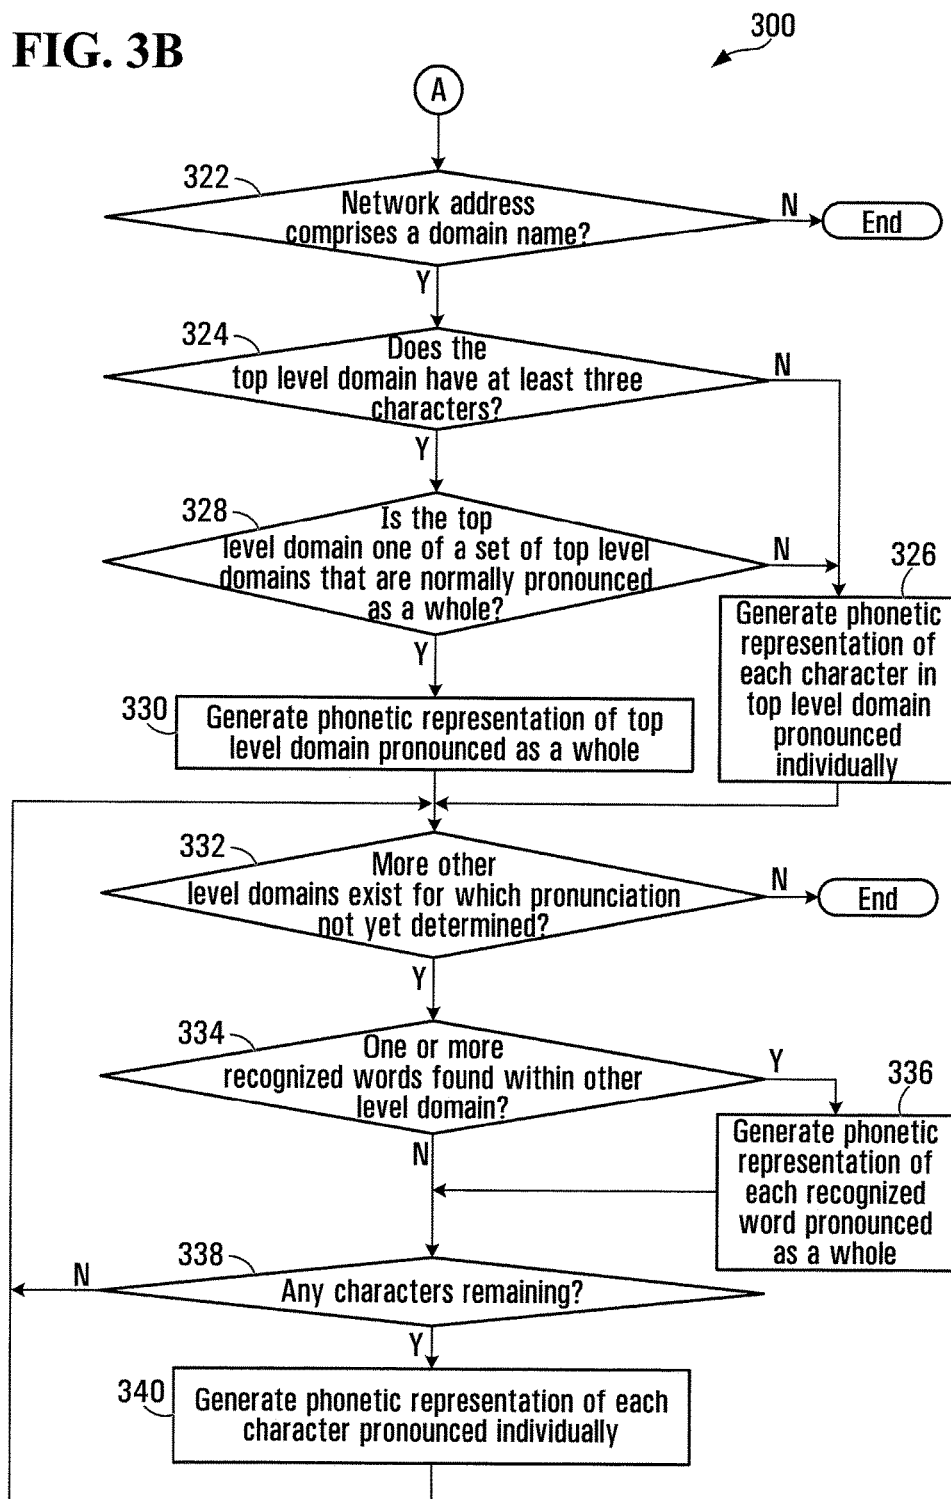 FIG. 3B
300
A
322
Network address
comprises a domain name?
N
End
Y
324
Does the
top level domain have at least three
characters?
N
Y
328
Is the top
level domain one of a set of top level
domains that are normally pronounced
as a whole?
N
Y
326
Generate phonetic
representation of
each character in
top level domain
pronounced
individually
330
Generate phonetic representation of top
level domain pronounced as a whole
332
More other
level domains exist for which pronunciation
not yet determined?
N
End
Y
334
One or more
recognized words found within other
level domain?
Y
N
336
Generate phonetic
representation of
each recognized
word pronounced
as a whole
338
Any characters remaining?
N
Y
340
Generate phonetic representation of each
character pronounced individually